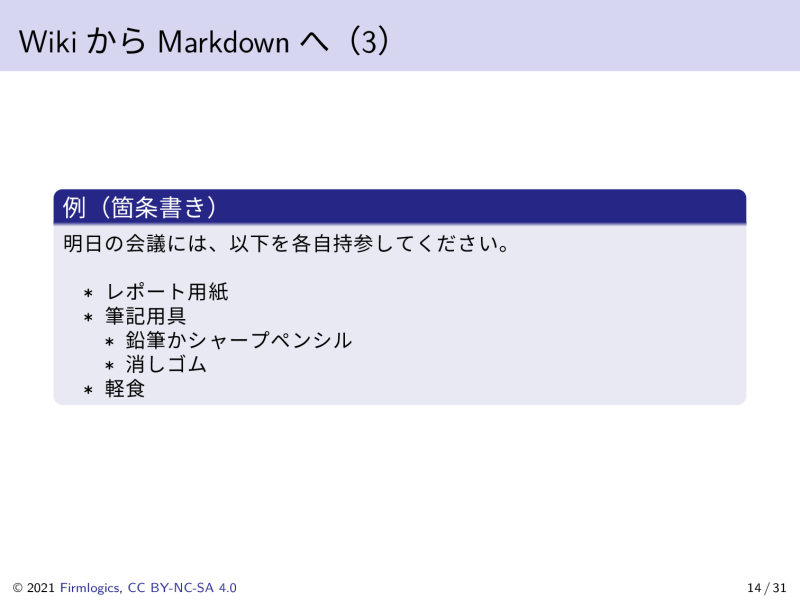 Wiki から Markdown へ（3）
例（箇条書き）
明日の会議には、以下を各自持参してください。
* レポート用紙
* 筆記用具
* 鉛筆かシャープペンシル
* 消しゴム
* 軽食
© 2021 Firmlogics, CC BY-NC-SA 4.0
14 / 31